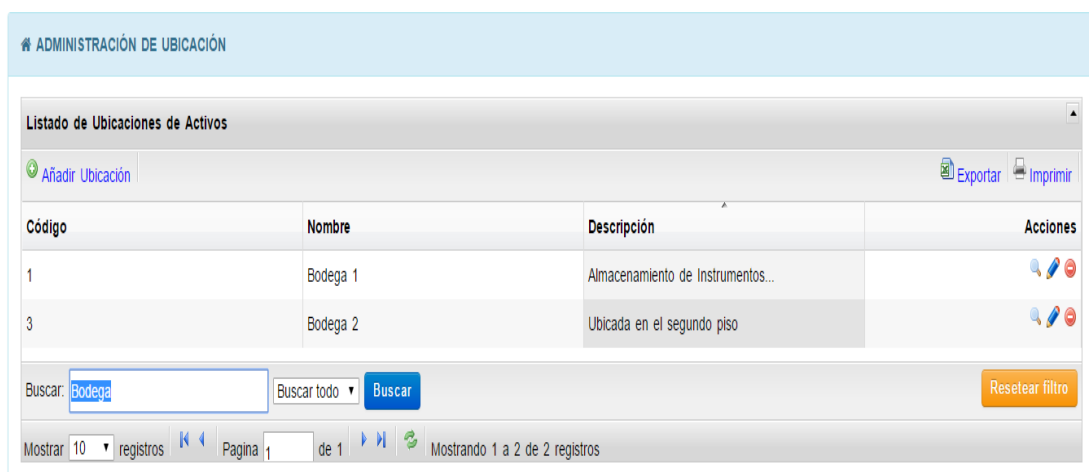 ADMINISTRACIÓN DE UBICACIÓN
Listado de Ubicaciones de Activos
Añadir Ubicación Exportar Imprimir
Código Nombre Descripción Acciones
1 Bodega 1 Almacenamiento de Instrumentos...
3 Bodega 2 Ubicada en el segundo piso
Buscar: Bodega Buscar todo Buscar Resetear filtro
Mostrar 10 registros Pagina 1 de 1 Mostrando 1 a 2 de 2 registros